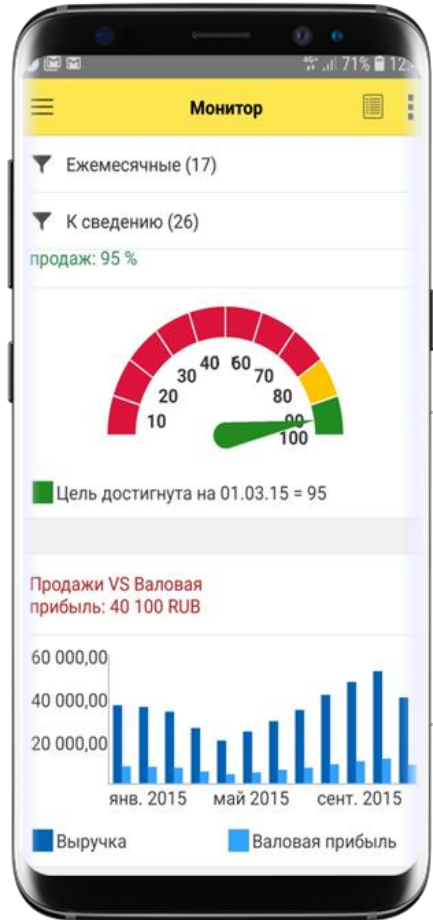 71% 12:
Монитор
Ежемесячные (17)
К сведению (26)
продаж: 95 %
10 20 30 40 60 70 80 90 100
Цель достигнута на 01.03.15 = 95
Продажи VS Валовая
прибыль: 40 100 RUB
60 000,00
40 000,00
20 000,00
янв. 2015 май 2015 сент. 2015
Выручка Валовая прибыль